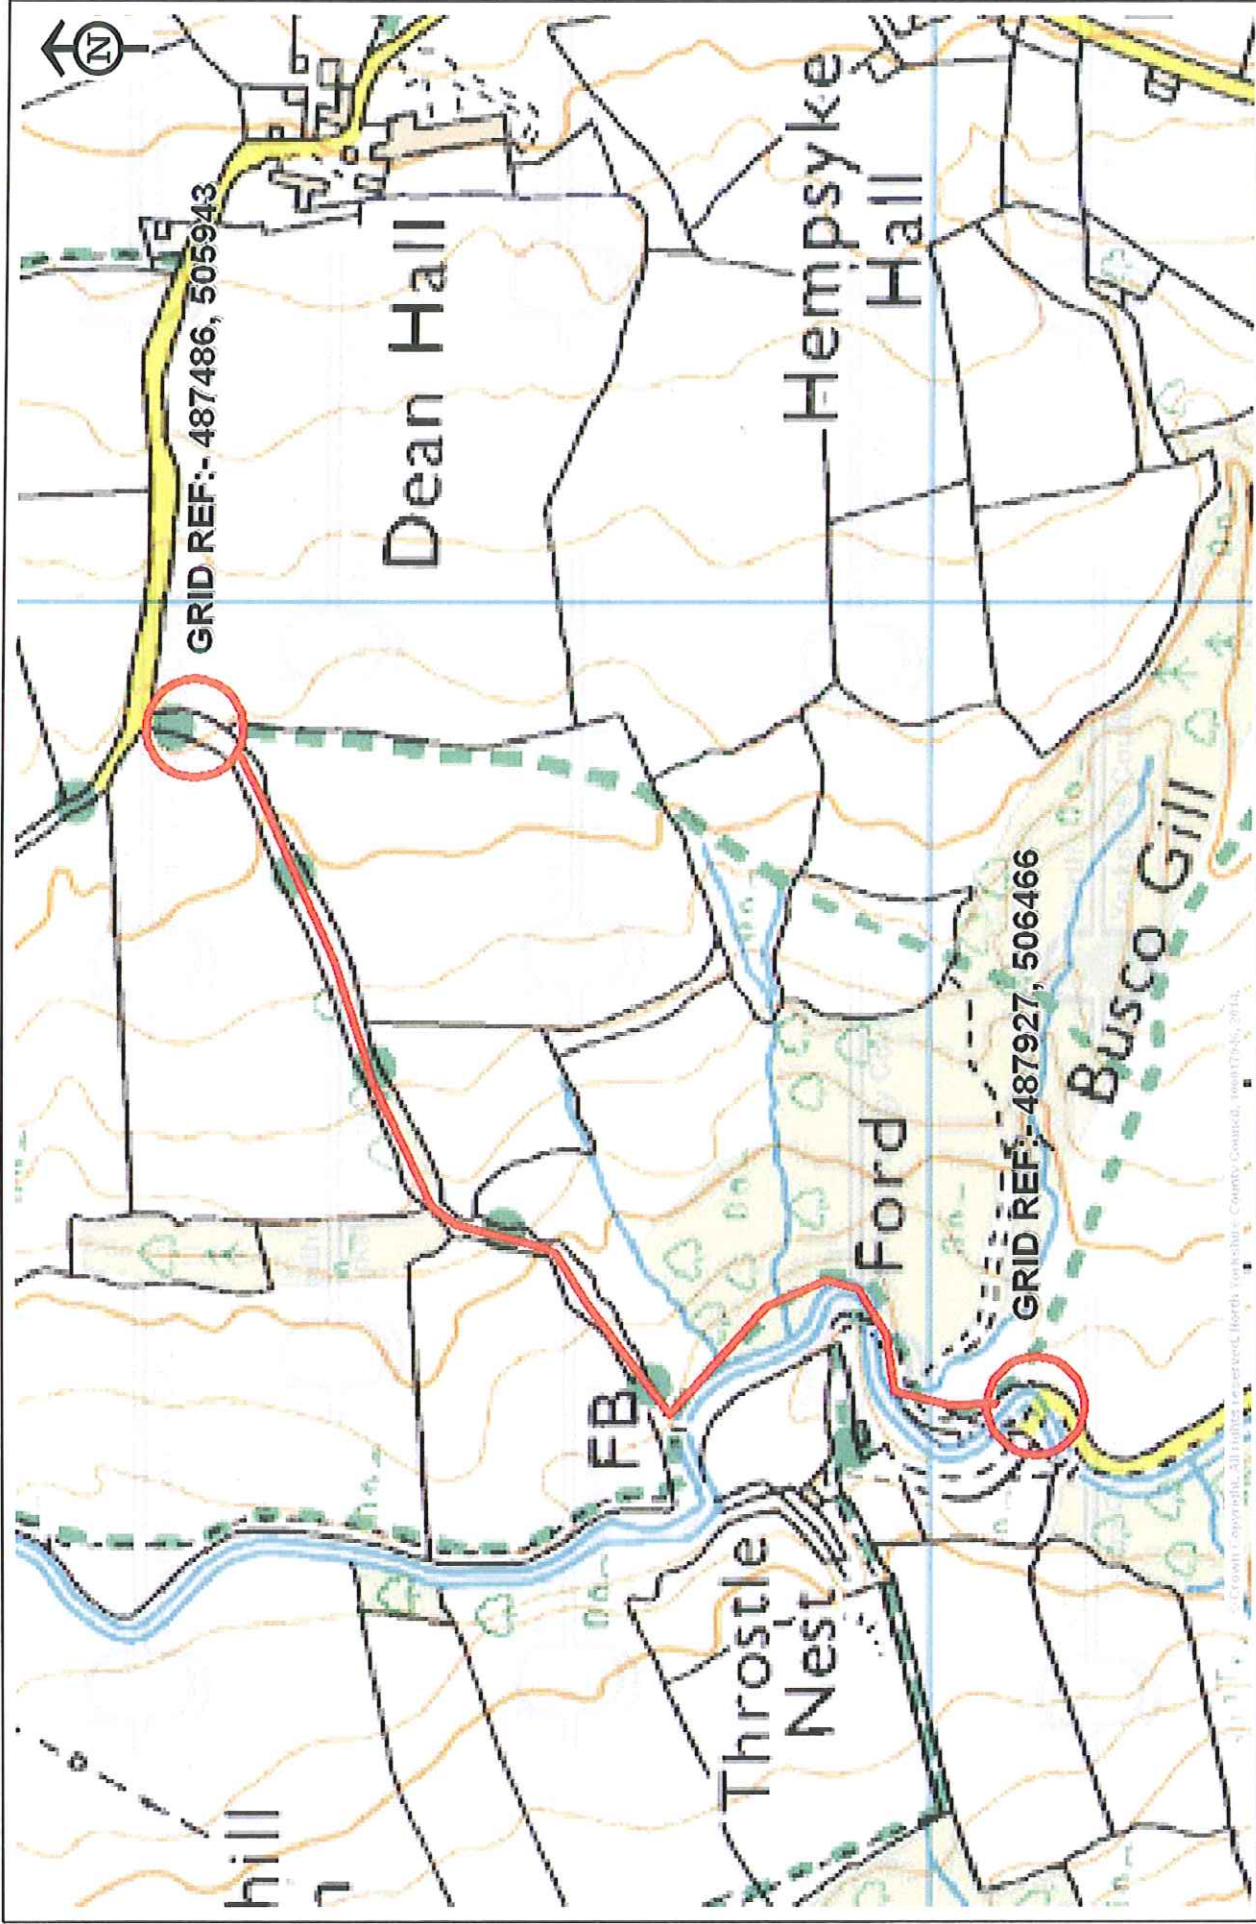 N
GRID REF:- 487486, 505943
Dean Hall
Hempsyke
Hall
GRID REF:- 487927, 506466
Busco Gill
Ford
FB
Throstle
Nest
hill